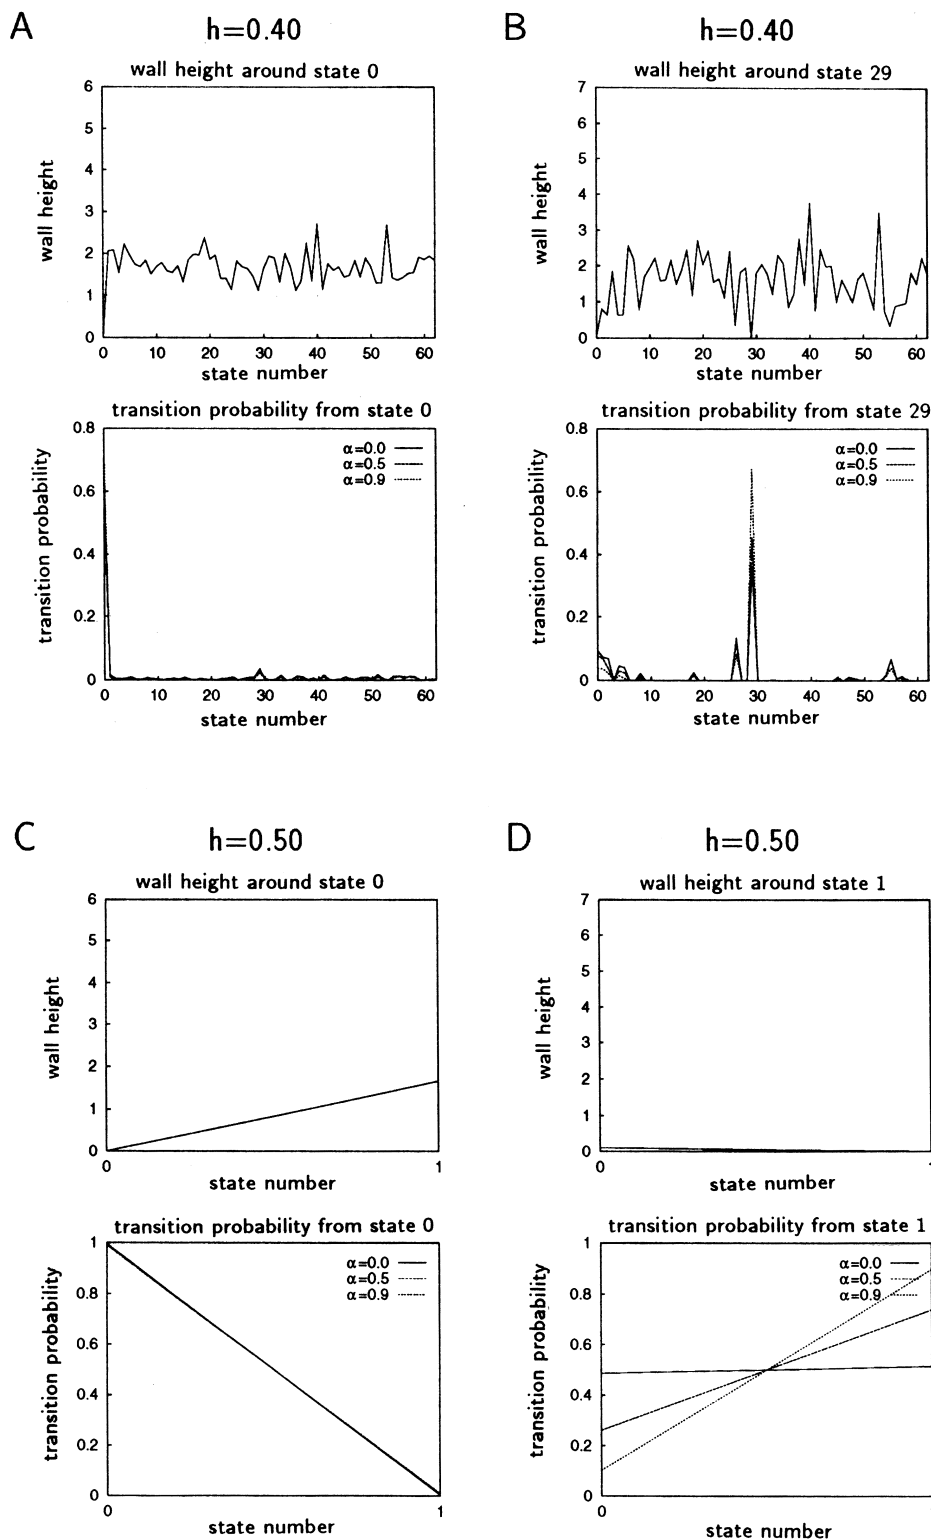 A
h=0.40
wall height around state 0
6
5
4
3
2
1
0
wall height
0 10 20 30 40 50 60
state number
transition probability from state 0
0.8
0.6
0.4
0.2
0
transition probability
α=0.0
α=0.5
α=0.9
0 10 20 30 40 50 60
state number
B
h=0.40
wall height around state 29
7
6
5
4
3
2
1
0
wall height
0 10 20 30 40 50 60
state number
transition probability from state 29
0.8
0.6
0.4
0.2
0
transition probability
α=0.0
α=0.5
α=0.9
0 10 20 30 40 50 60
state number
C
h=0.50
wall height around state 0
6
5
4
3
2
1
0
wall height
0 1
state number
transition probability from state 0
1
0.8
0.6
0.4
0.2
0
transition probability
α=0.0
α=0.5
α=0.9
0 1
state number
D
h=0.50
wall height around state 1
7
6
5
4
3
2
1
0
wall height
0 1
state number
transition probability from state 1
1
0.8
0.6
0.4
0.2
0
transition probability
α=0.0
α=0.5
α=0.9
0
state number